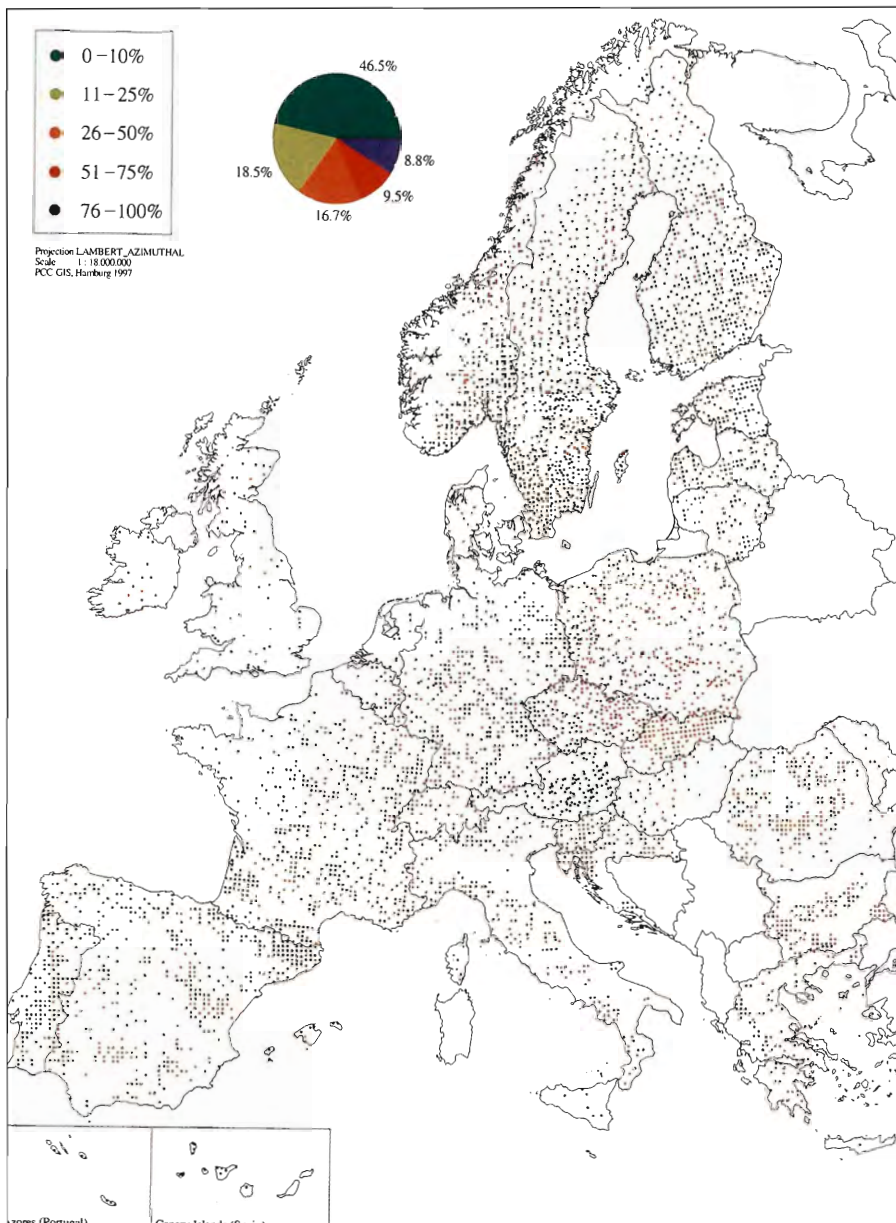 0–10%
11–25%
26–50%
51–75%
76–100%
46.5%
18.5%
8.8%
9.5%
16.7%
Projection LAMBERT_AZIMUTHAL
Scale 1 : 18 000.000
PCC GIS, Hamburg 1997
(Portugal)